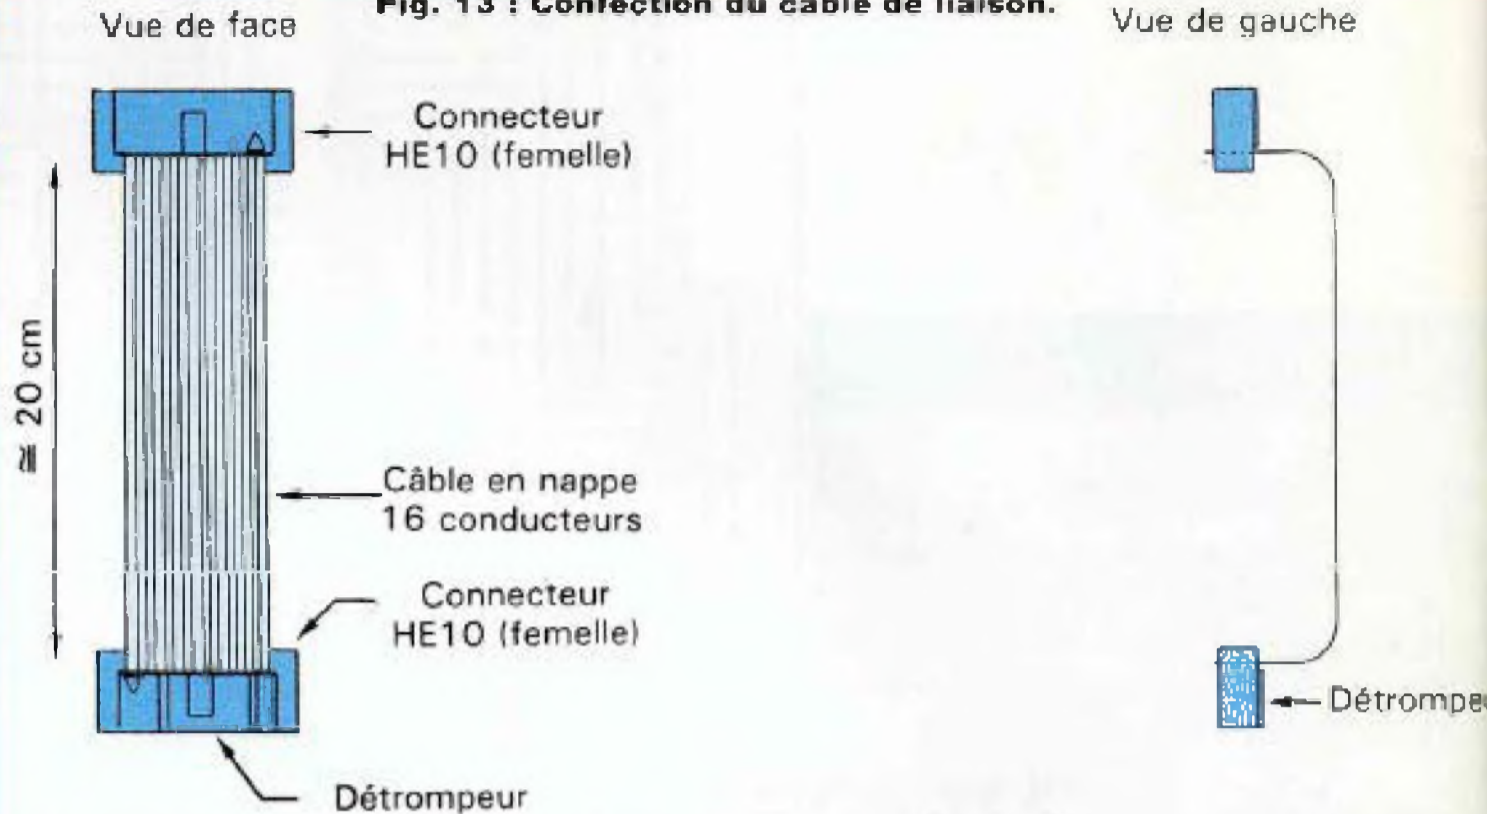 Fig. 13 : Confection du câble de liaison.
Vue de face
Vue de gauche
Connecteur
HE10 (femelle)
≅ 20 cm
Câble en nappe
16 conducteurs
Connecteur
HE10 (femelle)
Détrompeur
Détrompe